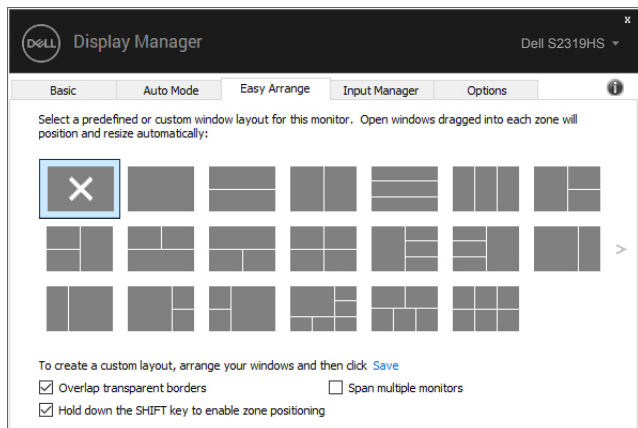 x
DELL Display Manager Dell S2319HS
Basic Auto Mode Easy Arrange Input Manager Options i
Select a predefined or custom window layout for this monitor. Open windows dragged into each zone will
position and resize automatically:
>
To create a custom layout, arrange your windows and then click Save
Overlap transparent borders Span multiple monitors
Hold down the SHIFT key to enable zone positioning